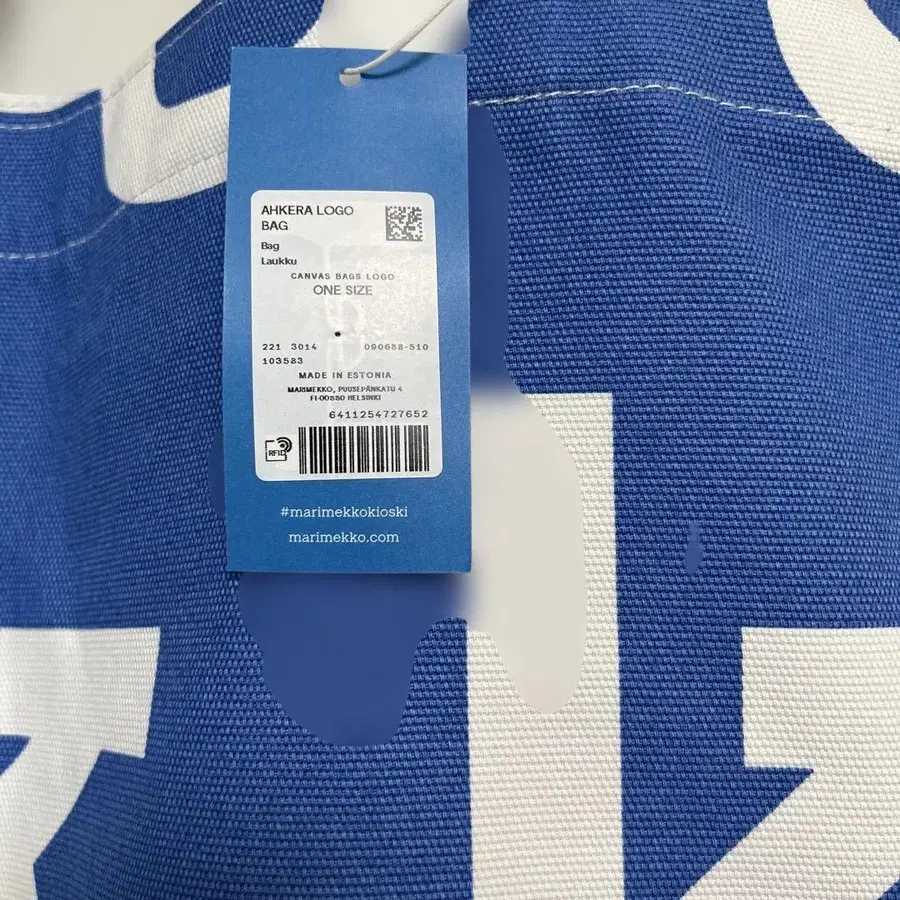 AHKERA LOGO
BAG
Bag
Laukku
CANVAS BAGS LOGO
ONE SIZE
221 3014 090688-510
103583
MADE IN ESTONIA
MARIMEKKO, PUUSEPÄNKATU 4
FI-00880 HELSINKI
6411254727652
RFID
#marimekkokioski
marimekko.com